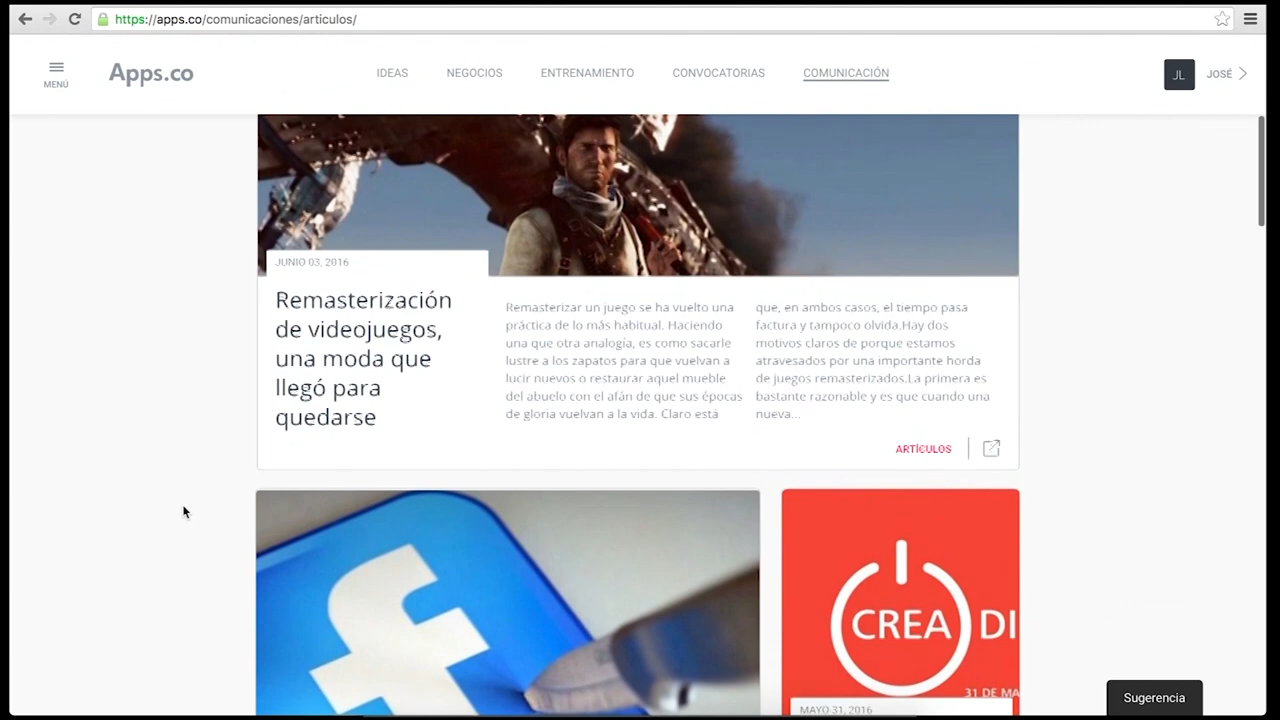 https://apps.co/comunicaciones/articulos/
MENÚ
Apps.co
IDEAS
NEGOCIOS
ENTRENAMIENTO
CONVOCATORIAS
COMUNICACIÓN
JL
JOSÉ
JUNIO 03, 2016
Remasterización
de videojuegos,
una moda que
llegó para
quedarse
Remasterizar un juego se ha vuelto una
práctica de lo más habitual. Haciendo
una que otra analogía, es como sacarle
lustre a los zapatos para que vuelvan a
lucir nuevos o restaurar aquel mueble
del abuelo con el afán de que sus épocas
de gloria vuelvan a la vida. Claro está
que, en ambos casos, el tiempo pasa
factura y tampoco olvida.Hay dos
motivos claros de porque estamos
atravesados por una importante horda
de juegos remasterizados.La primera es
bastante razonable y es que cuando una
nueva...
ARTÍCULOS
CREA DI
31 DE MA
MAYO 31, 2016
Sugerencia